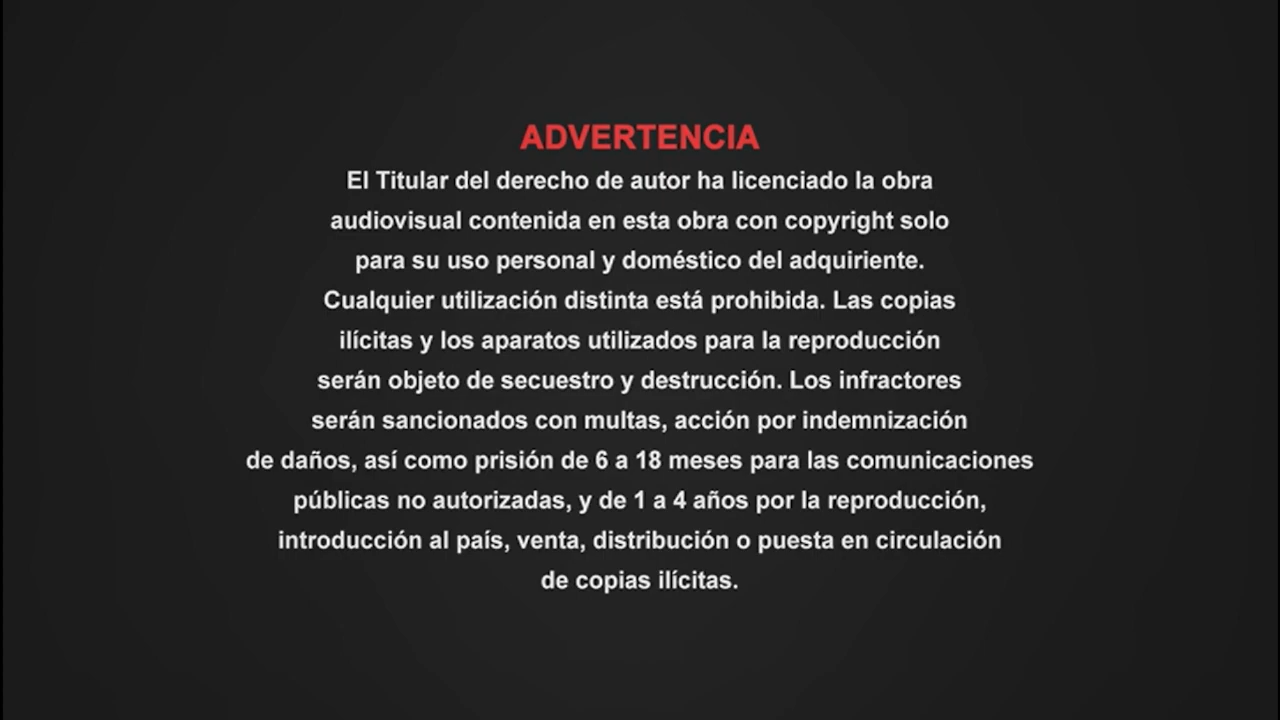 ADVERTENCIA
El Titular del derecho de autor ha licenciado la obra
audiovisual contenida en esta obra con copyright solo
para su uso personal y doméstico del adquiriente.
Cualquier utilización distinta está prohibida. Las copias
ilícitas y los aparatos utilizados para la reproducción
serán objeto de secuestro y destrucción. Los infractores
serán sancionados con multas, acción por indemnización
de daños, así como prisión de 6 a 18 meses para las comunicaciones
públicas no autorizadas, y de 1 a 4 años por la reproducción,
introducción al país, venta, distribución o puesta en circulación
de copias ilícitas.